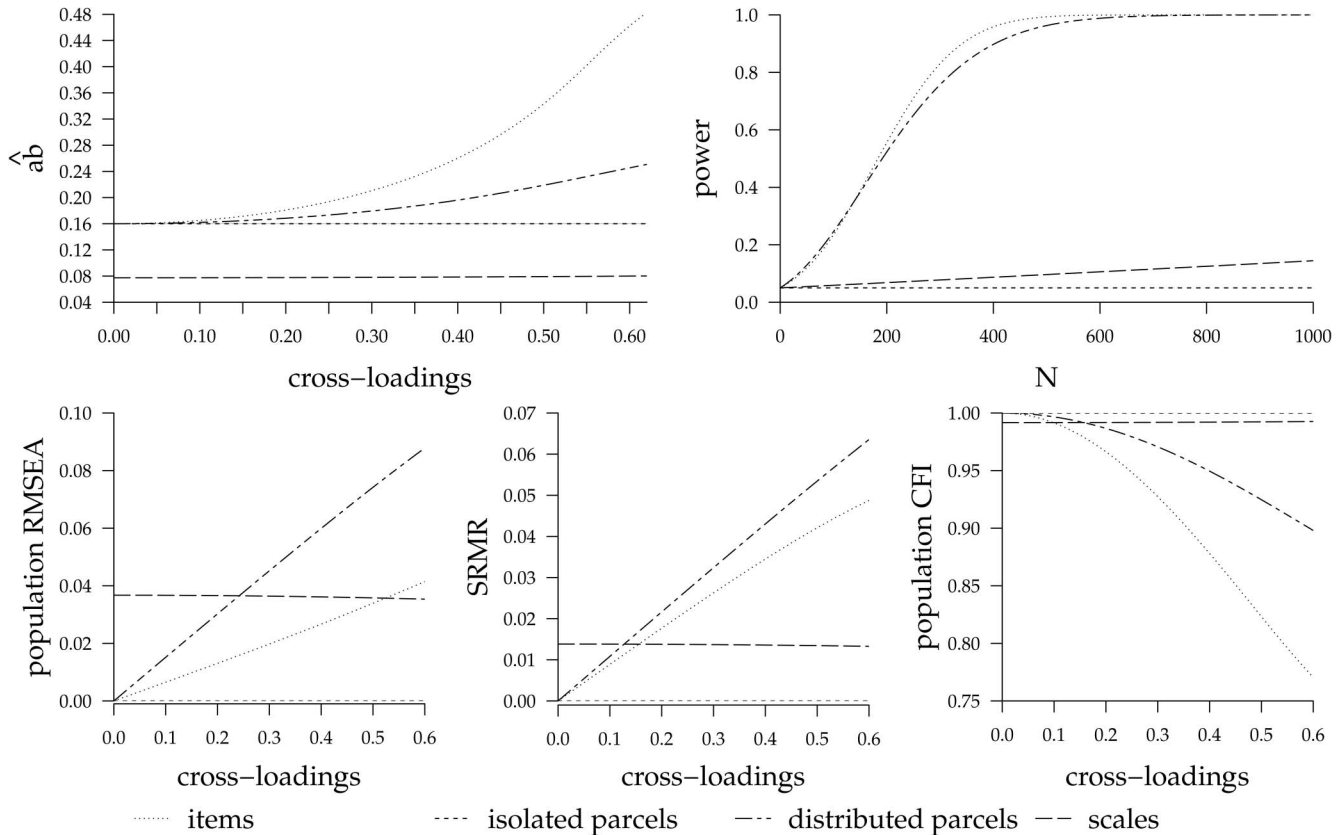 0.48
0.44
0.40
0.36
0.32
0.28
0.24
0.20
0.16
0.12
0.08
0.04
âb
0.00 0.10 0.20 0.30 0.40 0.50 0.60
cross−loadings
1.0
0.8
0.6
0.4
0.2
0.0
power
0 200 400 600 800 1000
N
0.10
0.08
0.06
0.04
0.02
0.00
population RMSEA
0.0 0.1 0.2 0.3 0.4 0.5 0.6
cross−loadings
0.07
0.06
0.05
0.04
0.03
0.02
0.01
0.00
SRMR
0.0 0.1 0.2 0.3 0.4 0.5 0.6
cross−loadings
1.00
0.95
0.90
0.85
0.80
0.75
population CFI
0.0 0.1 0.2 0.3 0.4 0.5 0.6
cross−loadings
items isolated parcels distributed parcels scales